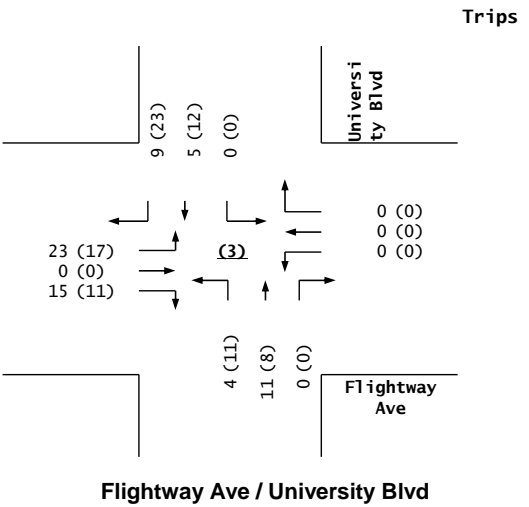 Trips
Universi
ty Blvd
9 (23)
5 (12)
0 (0)
0 (0)
0 (0)
0 (0)
23 (17)
0 (0)
15 (11)
(3)
4 (11)
11 (8)
0 (0)
Flightway
Ave
Flightway Ave / University Blvd